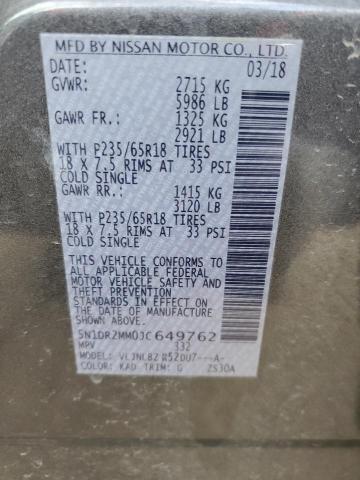 MFD BY NISSAN MOTOR CO., LTD.
DATE: 03/18
GVWR: 2715 KG
5986 LB
GAWR FR.: 1325 KG
2921 LB
WITH P235/65R18 TIRES
18 X 7.5 RIMS AT 33 PSI
COLD SINGLE
GAWR RR.: 1415 KG
3120 LB
WITH P235/65R18 TIRES
18 X 7.5 RIMS AT 33 PSI
COLD SINGLE
THIS VEHICLE CONFORMS TO
ALL APPLICABLE FEDERAL
MOTOR VEHICLE SAFETY
AND THEFT PREVENTION
STANDARDS IN EFFECT ON
THE DATE OF MANUFACTURE
SHOWN ABOVE.
5N1DR2MM0JC649762
MPV 332
MODEL:
COLOR: KAD TRIM: G ZS30A